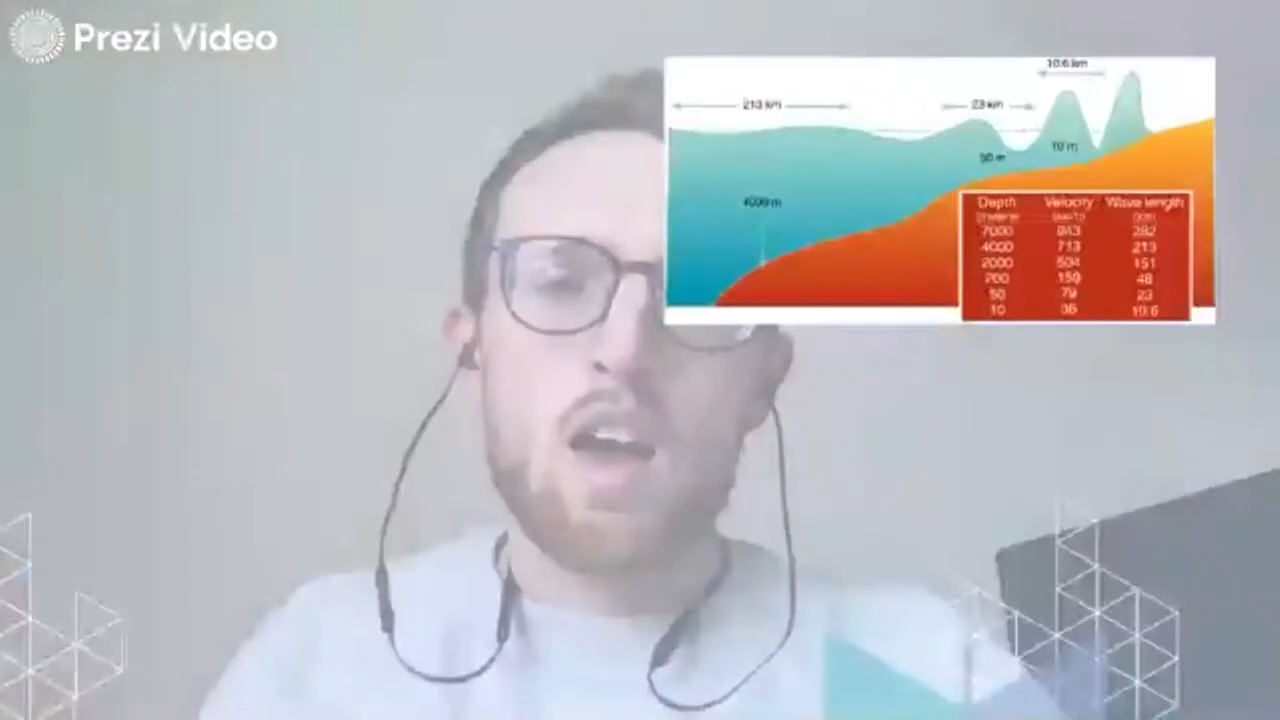 Prezi Video
10.6 km
213 km
23 km
50 m
10 m
4000 m
Depth Velocity Wave length
7000 943 282
4000 713 213
2000 504 151
200 159 48
50 79 23
10 36 10.6